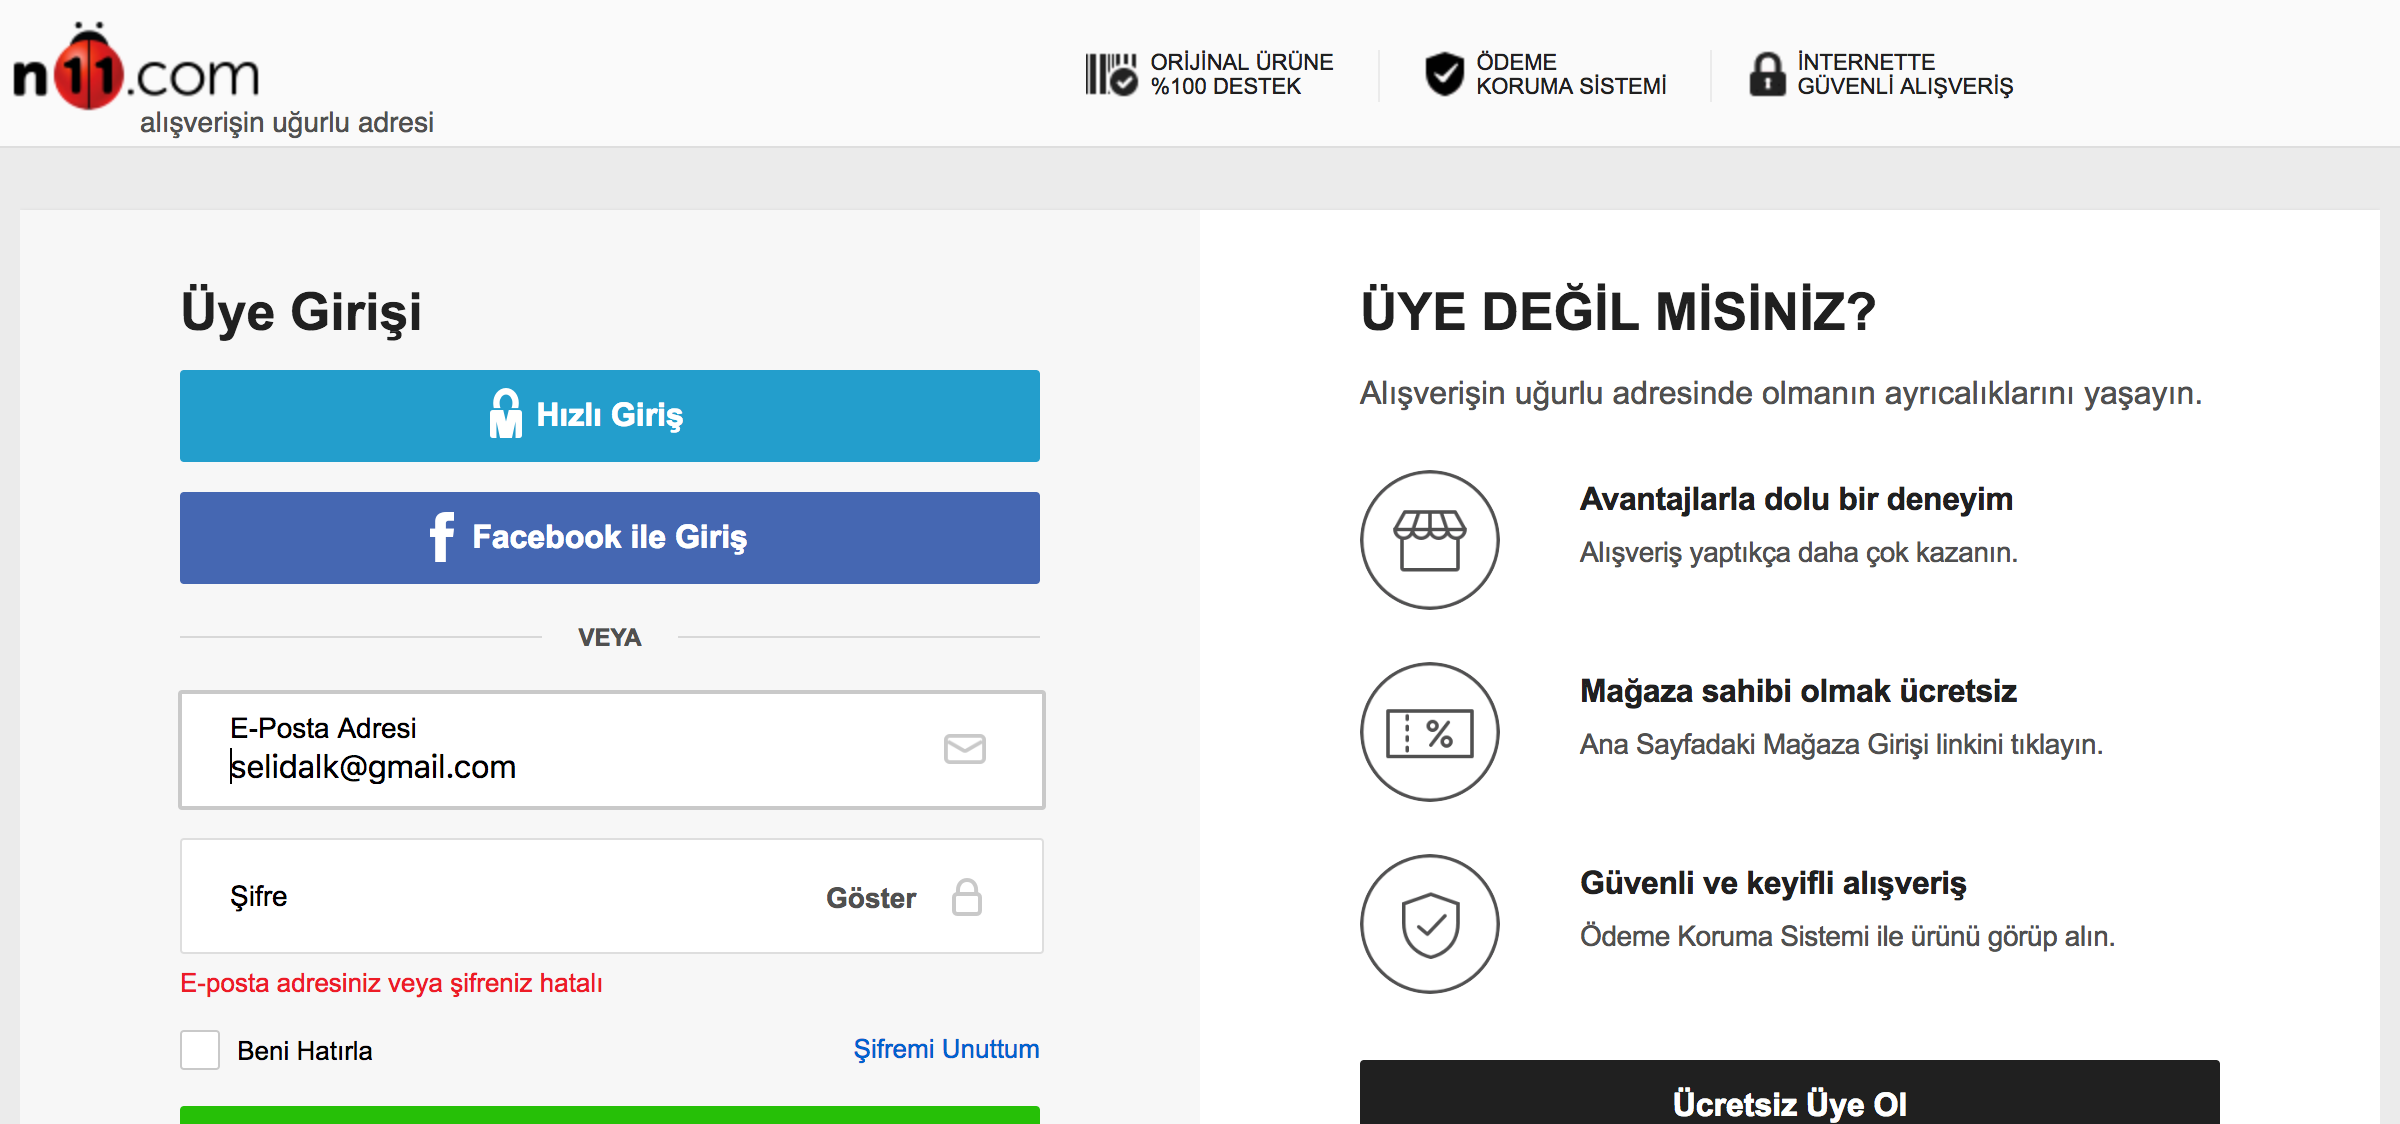 n11.com
alışverişin uğurlu adresi
ORİJİNAL ÜRÜNE
%100 DESTEK
ÖDEME
KORUMA SİSTEMİ
İNTERNETTE
GÜVENLİ ALIŞVERİŞ
Üye Girişi
Hızlı Giriş
f Facebook ile Giriş
VEYA
E-Posta Adresi
selidalk@gmail.com
Şifre
Göster
E-posta adresiniz veya şifreniz hatalı
Beni Hatırla
Şifremi Unuttum
ÜYE DEĞİL MİSİNİZ?
Alışverişin uğurlu adresinde olmanın ayrıcalıklarını yaşayın.
Avantajlarla dolu bir deneyim
Alışveriş yaptıkça daha çok kazanın.
%
Mağaza sahibi olmak ücretsiz
Ana Sayfadaki Mağaza Girişi linkini tıklayın.
Güvenli ve keyifli alışveriş
Ödeme Koruma Sistemi ile ürünü görüp alın.
Ücretsiz Üye Ol